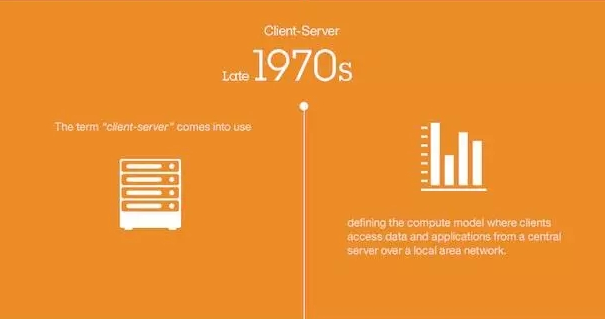 Client-Server
Late 1970s
The term "client-server" comes into use
defining the compute model where clients
access data and applications from a central
server over a local area network.